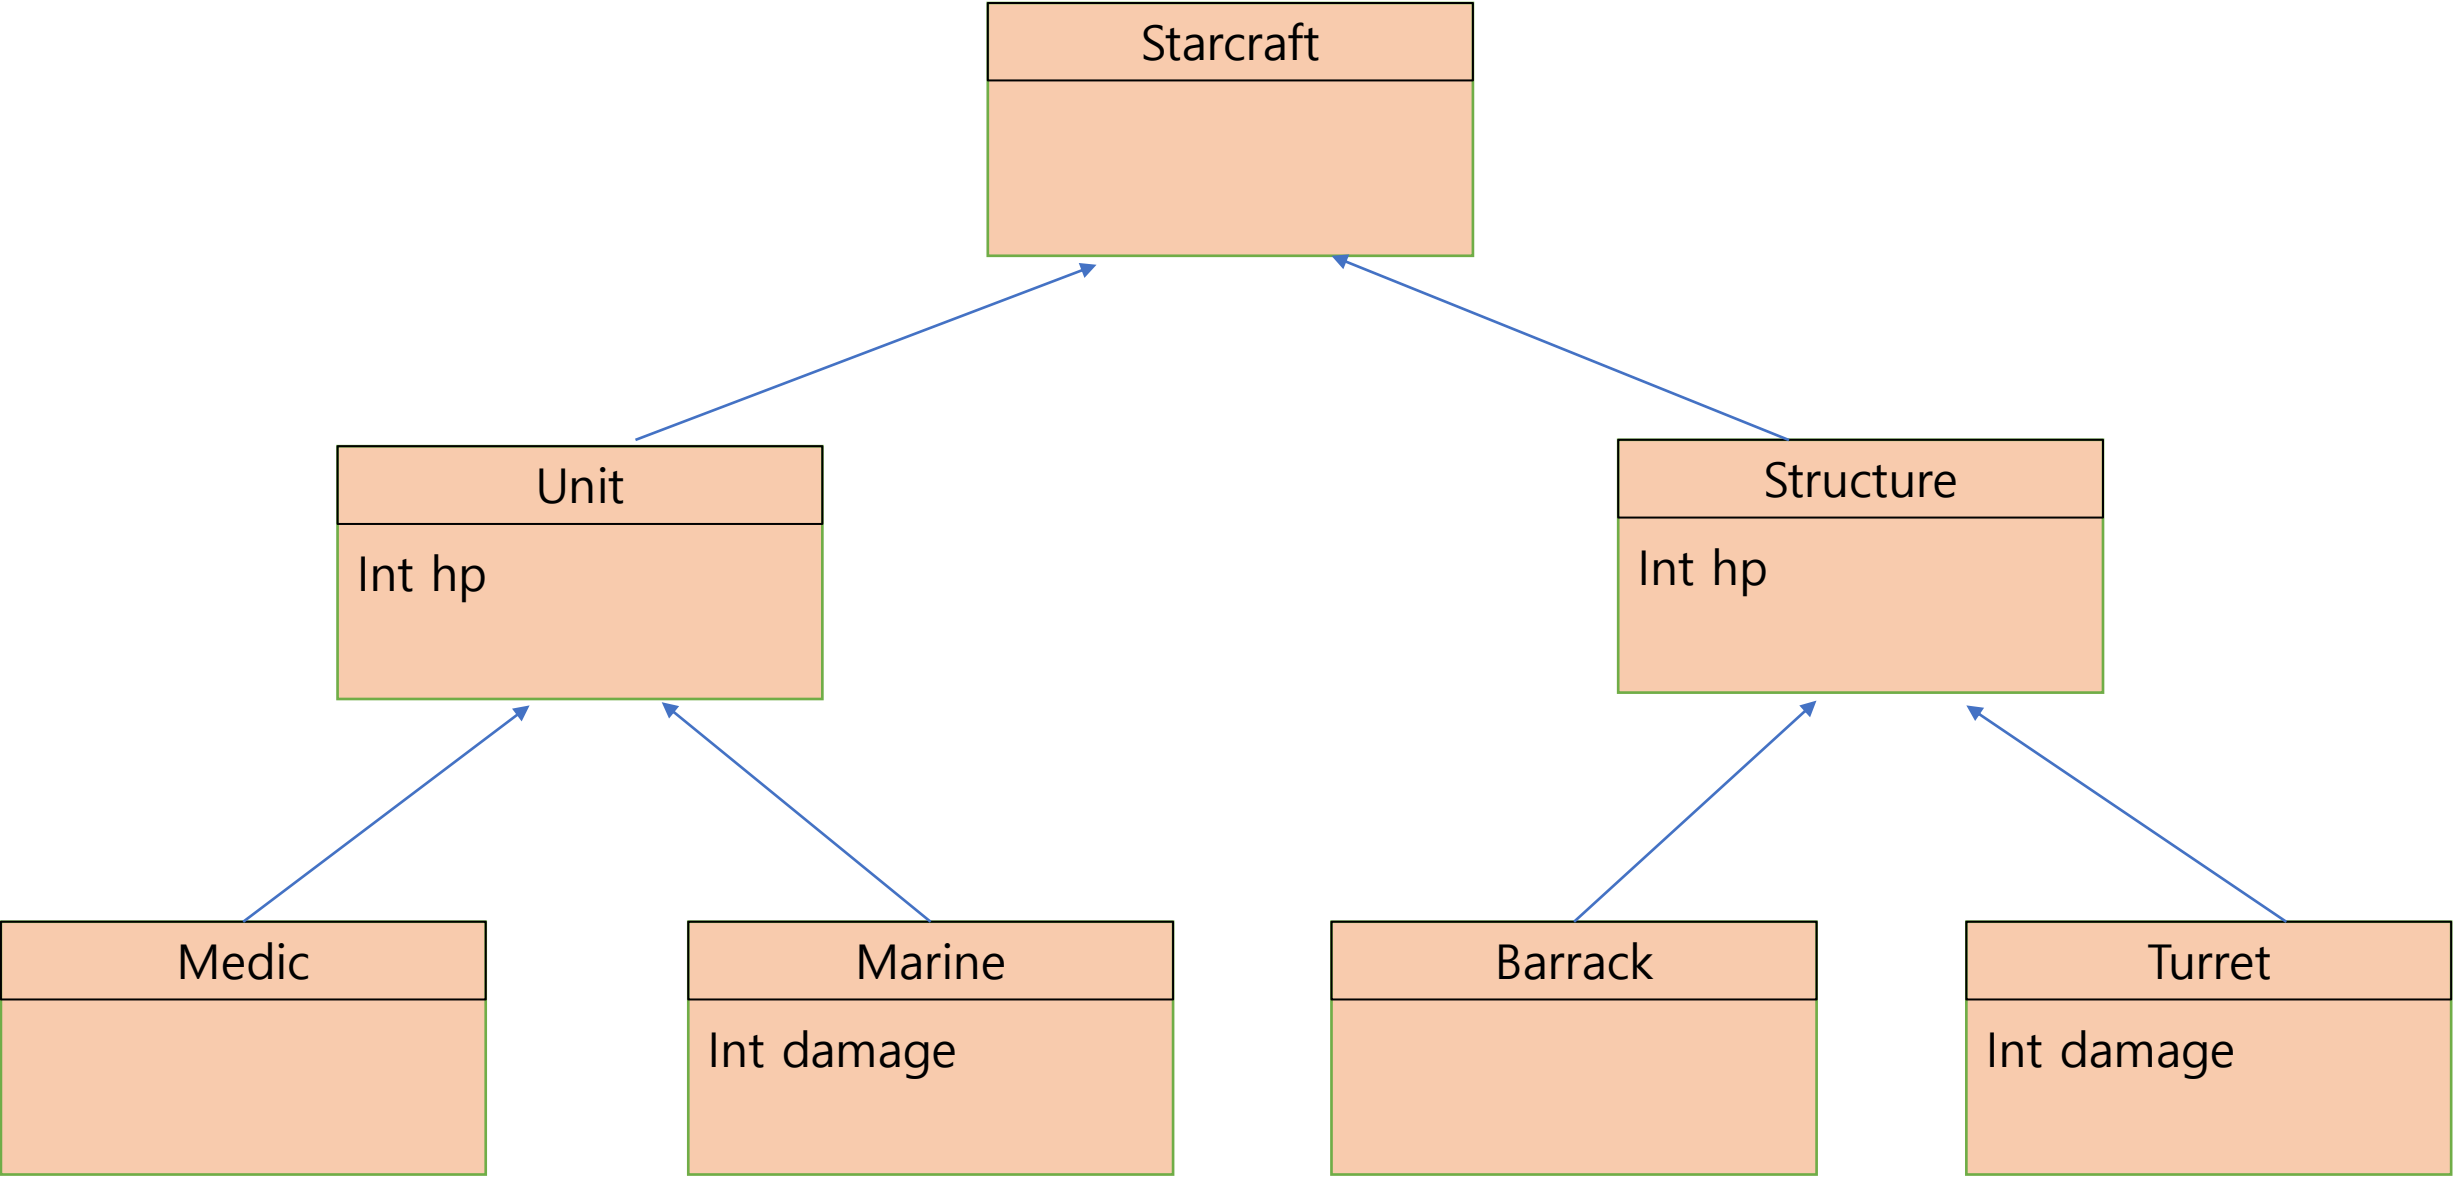 Starcraft
Unit
Int hp
Structure
Int hp
Medic
Marine
Int damage
Barrack
Turret
Int damage